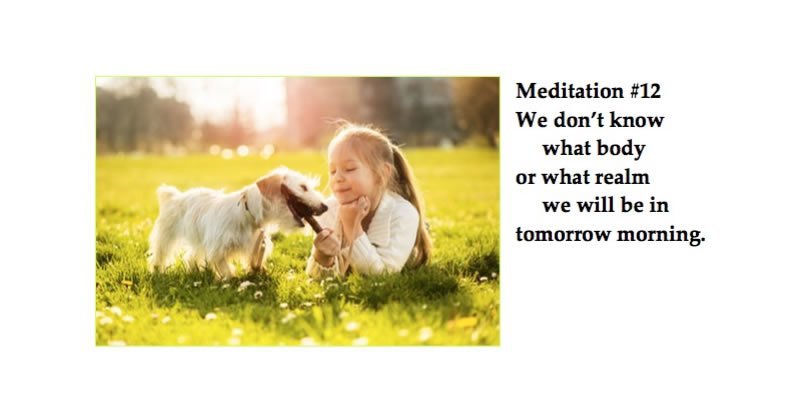 Meditation #12
We don’t know
what body
or what realm
we will be in
tomorrow morning.